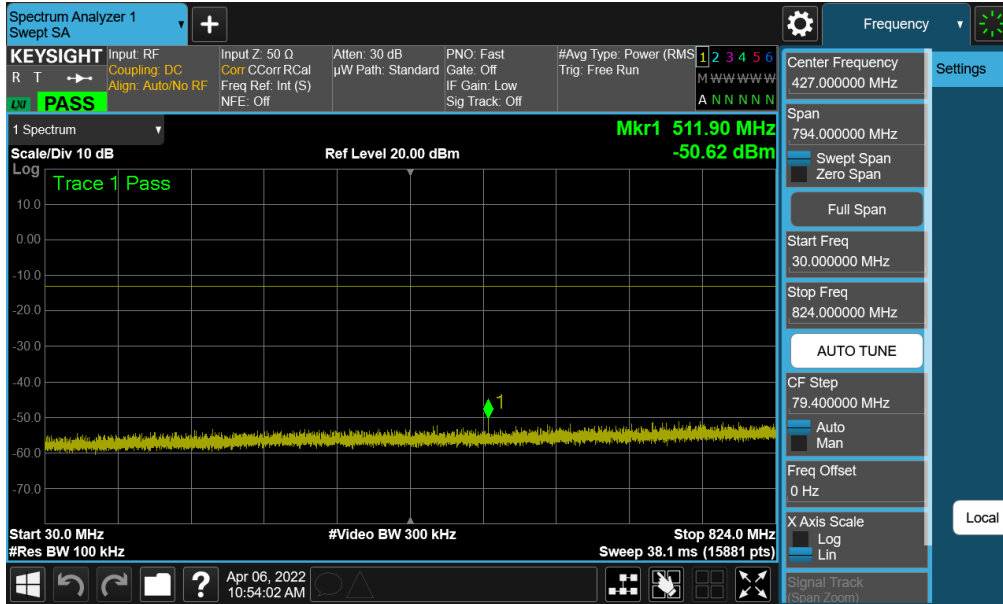 Spectrum Analyzer 1
Swept SA
Frequency
KEYSIGHT
R T
LXI PASS
Input: RF
Coupling: DC
Align: Auto/No RF
Input Z: 50 Ω
Corr CCorr RCal
Freq Ref: Int (S)
NFE: Off
Atten: 30 dB
µW Path: Standard
PNO: Fast
Gate: Off
IF Gain: Low
Sig Track: Off
#Avg Type: Power (RMS
Trig: Free Run
1 2 3 4 5 6
M W W W W W
A N N N N N
1 Spectrum
Mkr1 511.90 MHz
Scale/Div 10 dB
Ref Level 20.00 dBm
-50.62 dBm
Log
Trace 1 Pass
10.0
0.00
-10.0
-20.0
-30.0
-40.0
1
-50.0
-60.0
-70.0
Start 30.0 MHz
#Video BW 300 kHz
Stop 824.0 MHz
#Res BW 100 kHz
Sweep 38.1 ms (15881 pts)
Apr 06, 2022
10:54:02 AM
Center Frequency
427.000000 MHz
Span
794.000000 MHz
Swept Span
Zero Span
Full Span
Start Freq
30.000000 MHz
Stop Freq
824.000000 MHz
AUTO TUNE
CF Step
79.400000 MHz
Auto
Man
Freq Offset
0 Hz
X Axis Scale
Log
Lin
Signal Track
(Span Zoom)
Settings
Local